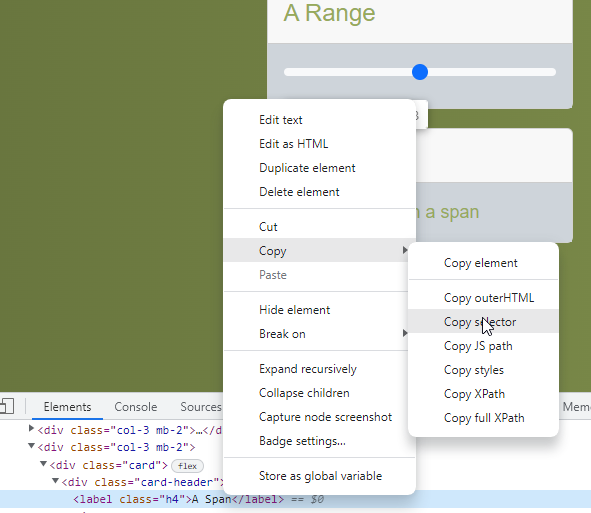 A Range
Edit text
Edit as HTML
Duplicate element
Delete element
Cut
Copy
Paste
Hide element
Break on
Expand recursively
Collapse children
Capture node screenshot
Badge settings...
Store as global variable
a span
Copy element
Copy outerHTML
Copy selector
Copy JS path
Copy styles
Copy XPath
Copy full XPath
Elements Console Sources
<div class="col-3 mb-2">…</d
<div class="col-3 mb-2">
<div class="card"> flex
<div class="card-header
<label class="h4">A Span</label> == $0